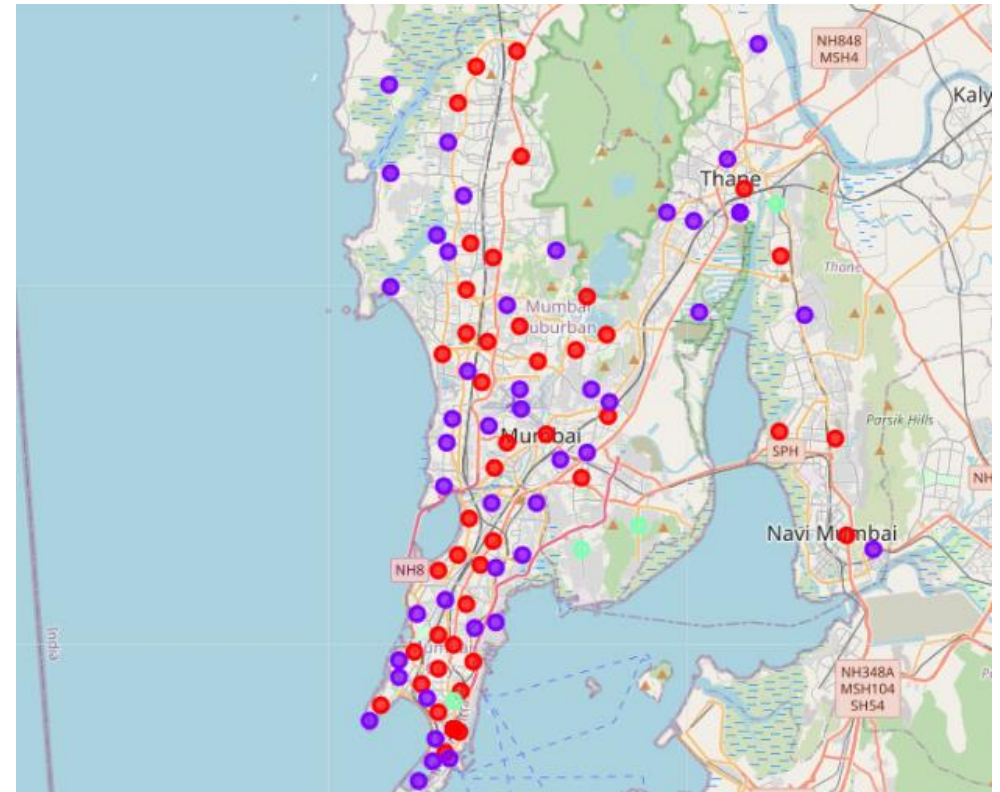 NH848
MSH4
Kaly
Thane
Thane
Mumbai
Suburban
Parsik Hills
Mumbai
SPH
NH
Navi Mumbai
NH8
India
NH348A
MSH104
SH54